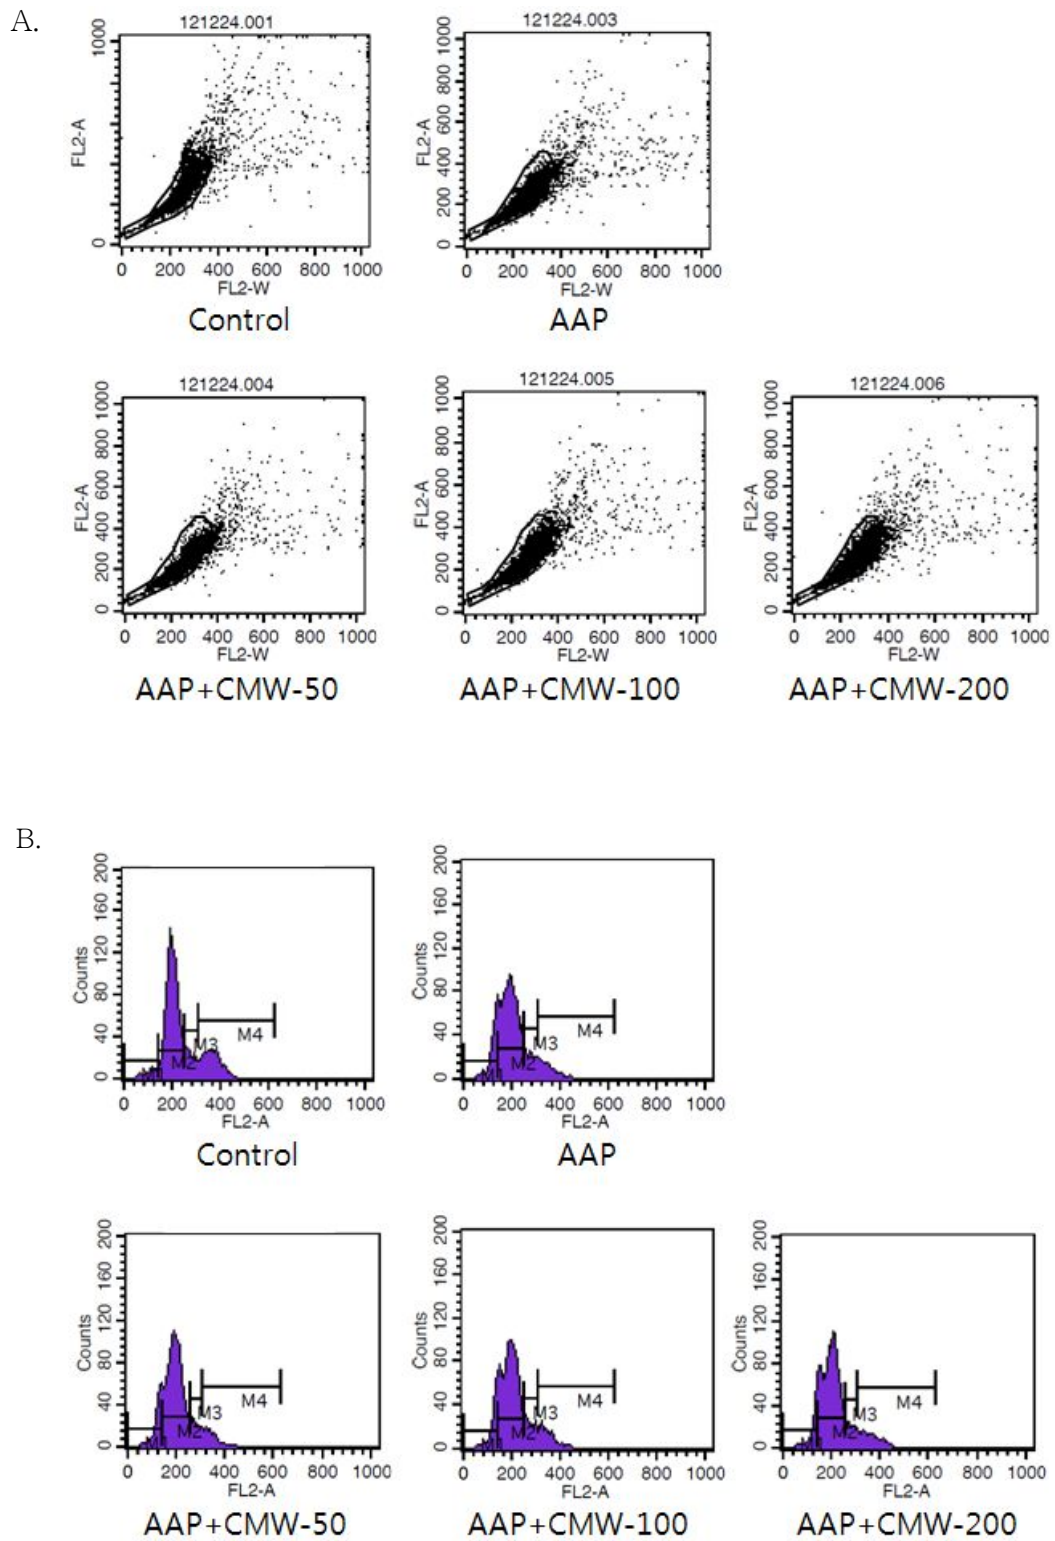 A.
121224.001
1000
0
FL2-A
0 200 400 600 800 1000
FL2-W
Control
121224.003
1000
800
600
400
200
0
FL2-A
0 200 400 600 800 1000
FL2-W
AAP
121224.004
1000
800
600
400
200
0
FL2-A
0 200 400 600 800 1000
FL2-W
AAP+CMW-50
121224.005
1000
800
600
400
200
0
FL2-A
0 200 400 600 800 1000
FL2-W
AAP+CMW-100
121224.006
1000
800
600
400
200
0
FL2-A
0 200 400 600 800 1000
FL2-W
AAP+CMW-200
B.
200
160
120
80
40
0
Counts
M2
M3
M4
0 200 400 600 800 1000
FL2-A
Control
200
160
120
80
40
0
Counts
M2
M3
M4
0 200 400 600 800 1000
FL2-A
AAP
200
160
120
80
40
0
Counts
M2
M3
M4
0 200 400 600 800 1000
FL2-A
AAP+CMW-50
200
160
120
80
40
0
Counts
M2
M3
M4
0 200 400 600 800 1000
FL2-A
AAP+CMW-100
200
160
120
80
40
0
Counts
M2
M3
M4
0 200 400 600 800 1000
FL2-A
AAP+CMW-200